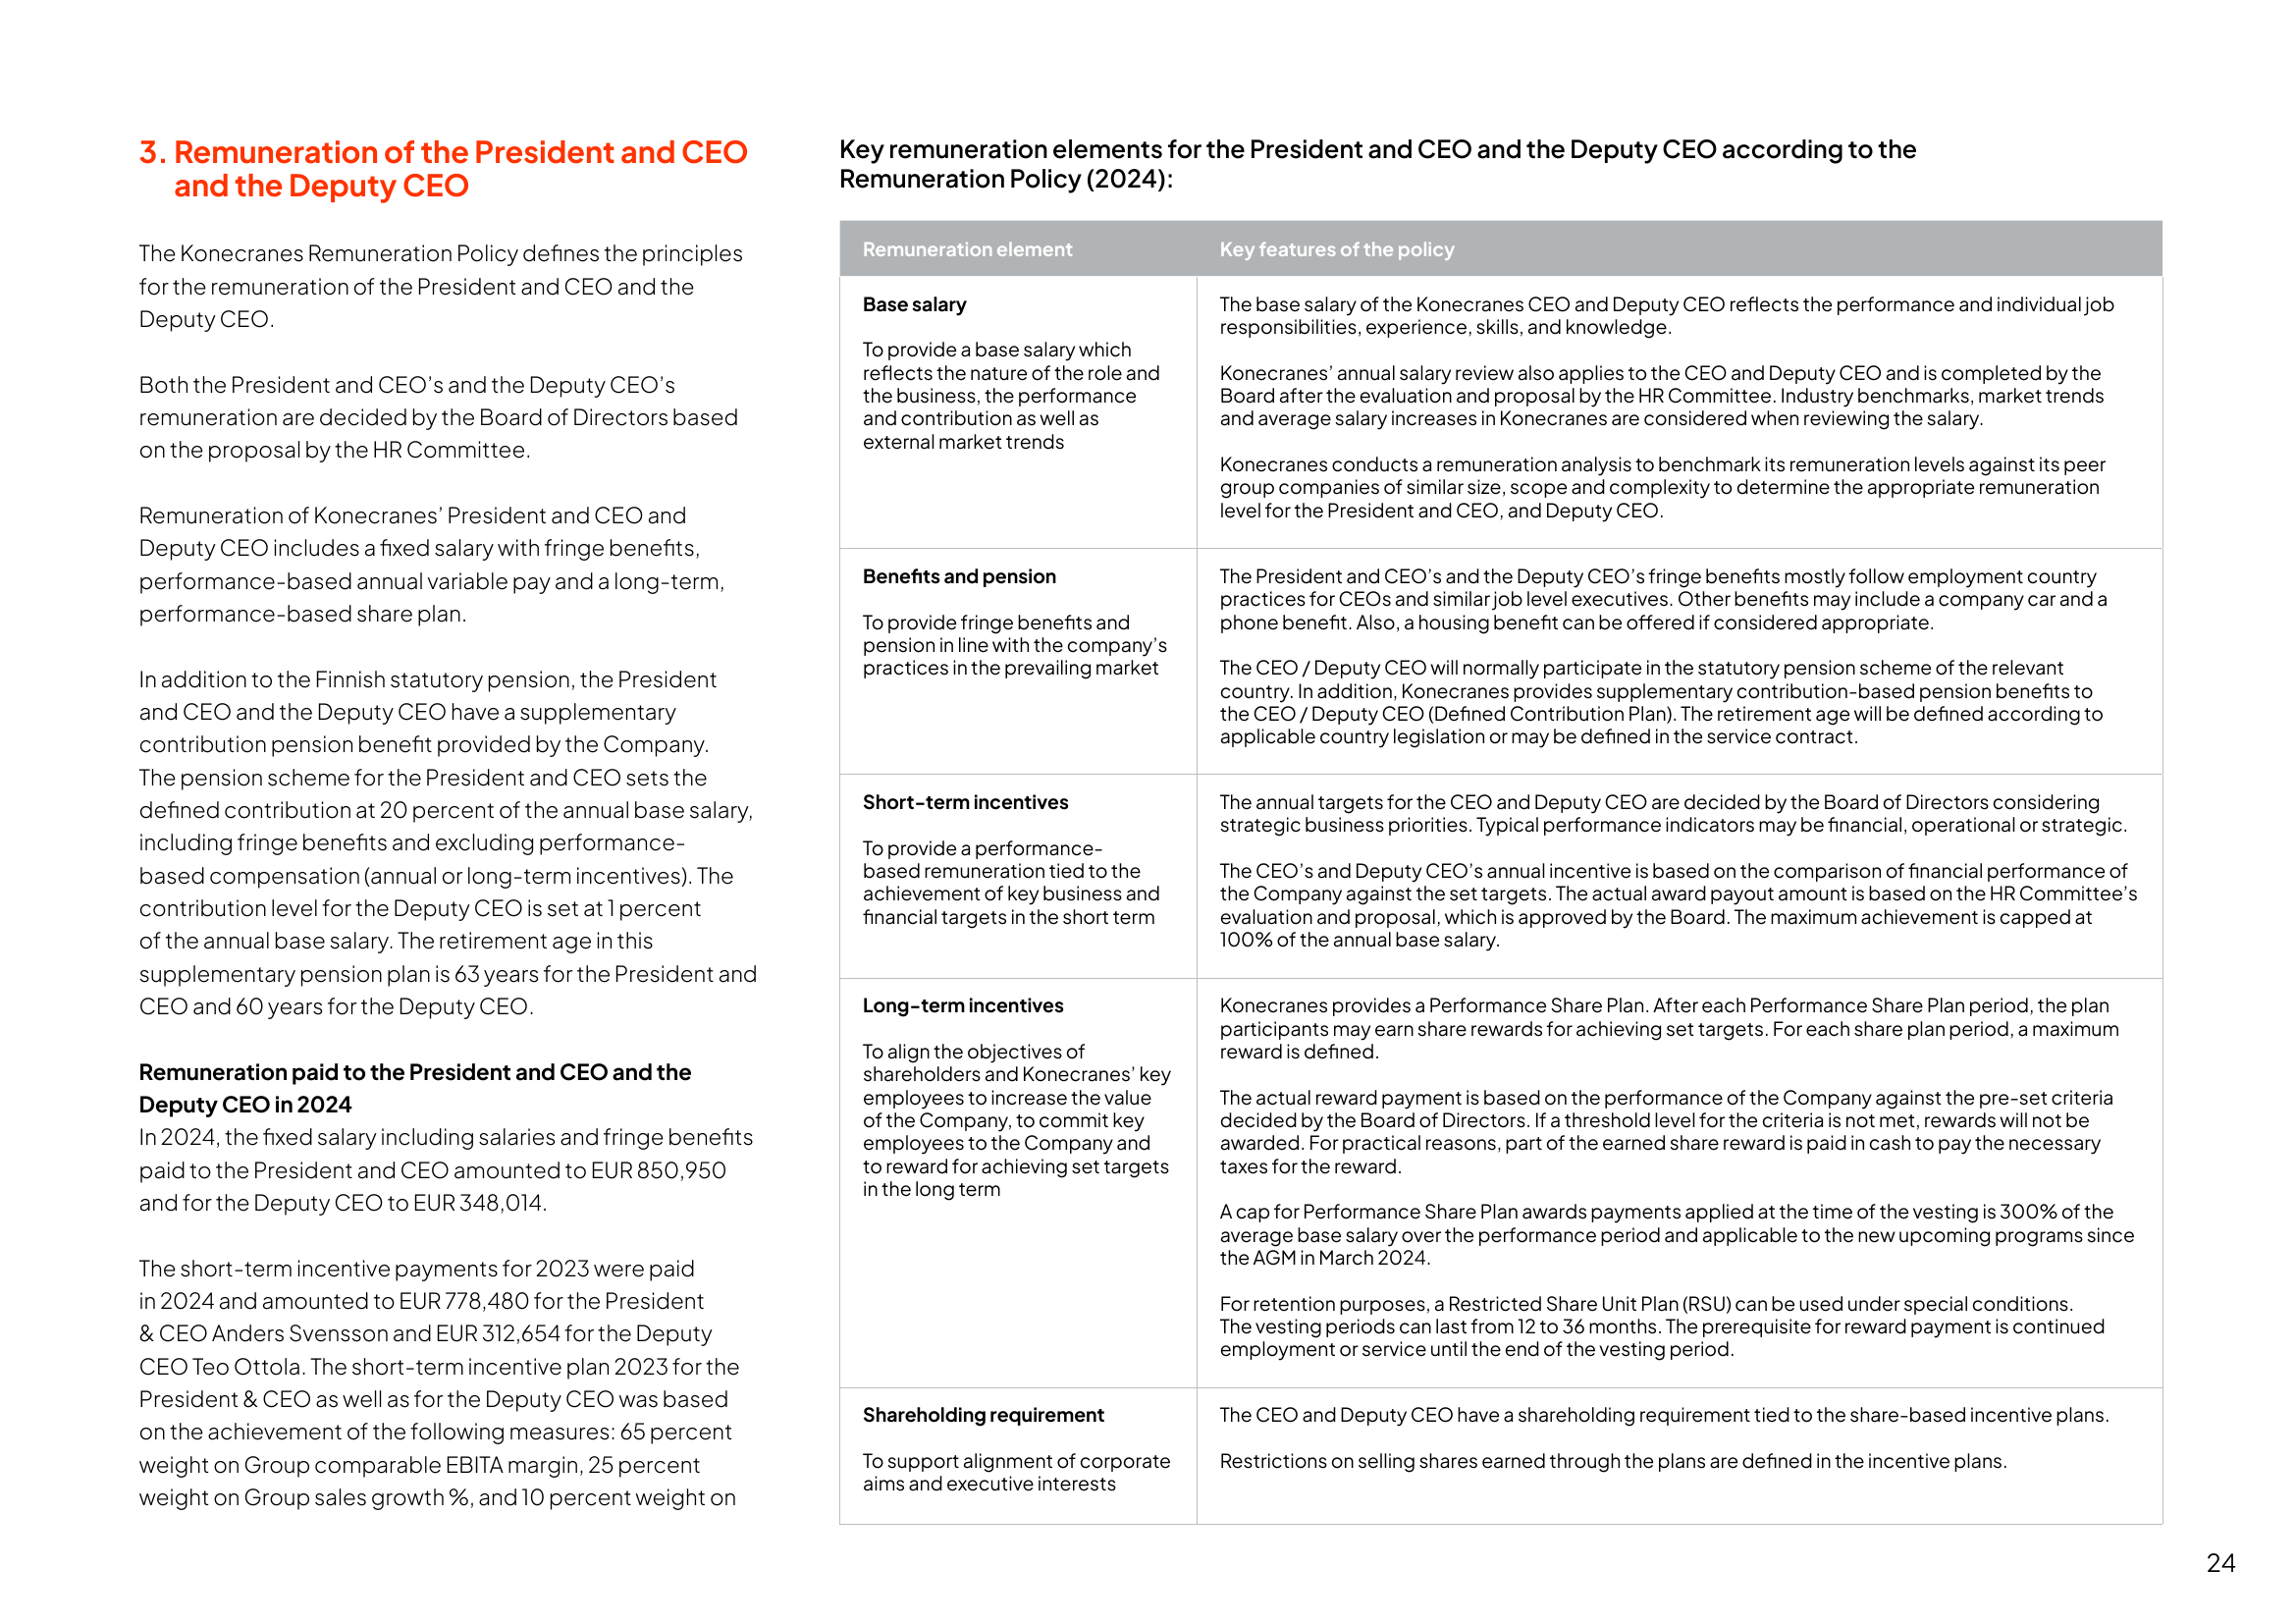 3. Remuneration of the President and CEO
and the Deputy CEO
The Konecranes Remuneration Policy defines the principles
for the remuneration of the President and CEO and the
Deputy CEO.
Both the President and CEO’s and the Deputy CEO’s
remuneration are decided by the Board of Directors based
on the proposal by the HR Committee.
Remuneration of Konecranes’ President and CEO and
Deputy CEO includes a fixed salary with fringe benefits,
performance-based annual variable pay and a long-term,
performance-based share plan.
In addition to the Finnish statutory pension, the President
and CEO and the Deputy CEO have a supplementary
contribution pension benefit provided by the Company.
The pension scheme for the President and CEO sets the
defined contribution at 20 percent of the annual base salary,
including fringe benefits and excluding performance-
based compensation (annual or long-term incentives). The
contribution level for the Deputy CEO is set at 1 percent
of the annual base salary. The retirement age in this
supplementary pension plan is 63 years for the President and
CEO and 60 years for the Deputy CEO.
Remuneration paid to the President and CEO and the
Deputy CEO in 2024
In 2024, the fixed salary including salaries and fringe benefits
paid to the President and CEO amounted to EUR 850,950
and for the Deputy CEO to EUR 348,014.
The short-term incentive payments for 2023 were paid
in 2024 and amounted to EUR 778,480 for the President
& CEO Anders Svensson and EUR 312,654 for the Deputy
CEO Teo Ottola. The short-term incentive plan 2023 for the
President & CEO as well as for the Deputy CEO was based
on the achievement of the following measures: 65 percent
weight on Group comparable EBITA margin, 25 percent
weight on Group sales growth %, and 10 percent weight on
Key remuneration elements for the President and CEO and the Deputy CEO according to the
Remuneration Policy (2024):
Remuneration element
Key features of the policy
Base salary
To provide a base salary which
reflects the nature of the role and
the business, the performance
and contribution as well as
external market trends
The base salary of the Konecranes CEO and Deputy CEO reflects the performance and individual job
responsibilities, experience, skills, and knowledge.
Konecranes’ annual salary review also applies to the CEO and Deputy CEO and is completed by the
Board after the evaluation and proposal by the HR Committee. Industry benchmarks, market trends
and average salary increases in Konecranes are considered when reviewing the salary.
Konecranes conducts a remuneration analysis to benchmark its remuneration levels against its peer
group companies of similar size, scope and complexity to determine the appropriate remuneration
level for the President and CEO, and Deputy CEO.
Benefits and pension
To provide fringe benefits and
pension in line with the company’s
practices in the prevailing market
The President and CEO’s and the Deputy CEO’s fringe benefits mostly follow employment country
practices for CEOs and similar job level executives. Other benefits may include a company car and a
phone benefit. Also, a housing benefit can be offered if considered appropriate.
The CEO / Deputy CEO will normally participate in the statutory pension scheme of the relevant
country. In addition, Konecranes provides supplementary contribution-based pension benefits to
the CEO / Deputy CEO (Defined Contribution Plan). The retirement age will be defined according to
applicable country legislation or may be defined in the service contract.
Short-term incentives
To provide a performance-
based remuneration tied to the
achievement of key business and
financial targets in the short term
The annual targets for the CEO and Deputy CEO are decided by the Board of Directors considering
strategic business priorities. Typical performance indicators may be financial, operational or strategic.
The CEO’s and Deputy CEO’s annual incentive is based on the comparison of financial performance of
the Company against the set targets. The actual award payout amount is based on the HR Committee’s
evaluation and proposal, which is approved by the Board. The maximum achievement is capped at
100% of the annual base salary.
Long-term incentives
To align the objectives of
shareholders and Konecranes’ key
employees to increase the value
of the Company, to commit key
employees to the Company and
to reward for achieving set targets
in the long term
Konecranes provides a Performance Share Plan. After each Performance Share Plan period, the plan
participants may earn share rewards for achieving set targets. For each share plan period, a maximum
reward is defined.
The actual reward payment is based on the performance of the Company against the pre-set criteria
decided by the Board of Directors. If a threshold level for the criteria is not met, rewards will not be
awarded. For practical reasons, part of the earned share reward is paid in cash to pay the necessary
taxes for the reward.
A cap for Performance Share Plan awards payments applied at the time of the vesting is 300% of the
average base salary over the performance period and applicable to the new upcoming programs since
the AGM in March 2024.
For retention purposes, a Restricted Share Unit Plan (RSU) can be used under special conditions.
The vesting periods can last from 12 to 36 months. The prerequisite for reward payment is continued
employment or service until the end of the vesting period.
Shareholding requirement
To support alignment of corporate
aims and executive interests
The CEO and Deputy CEO have a shareholding requirement tied to the share-based incentive plans.
Restrictions on selling shares earned through the plans are defined in the incentive plans.
24